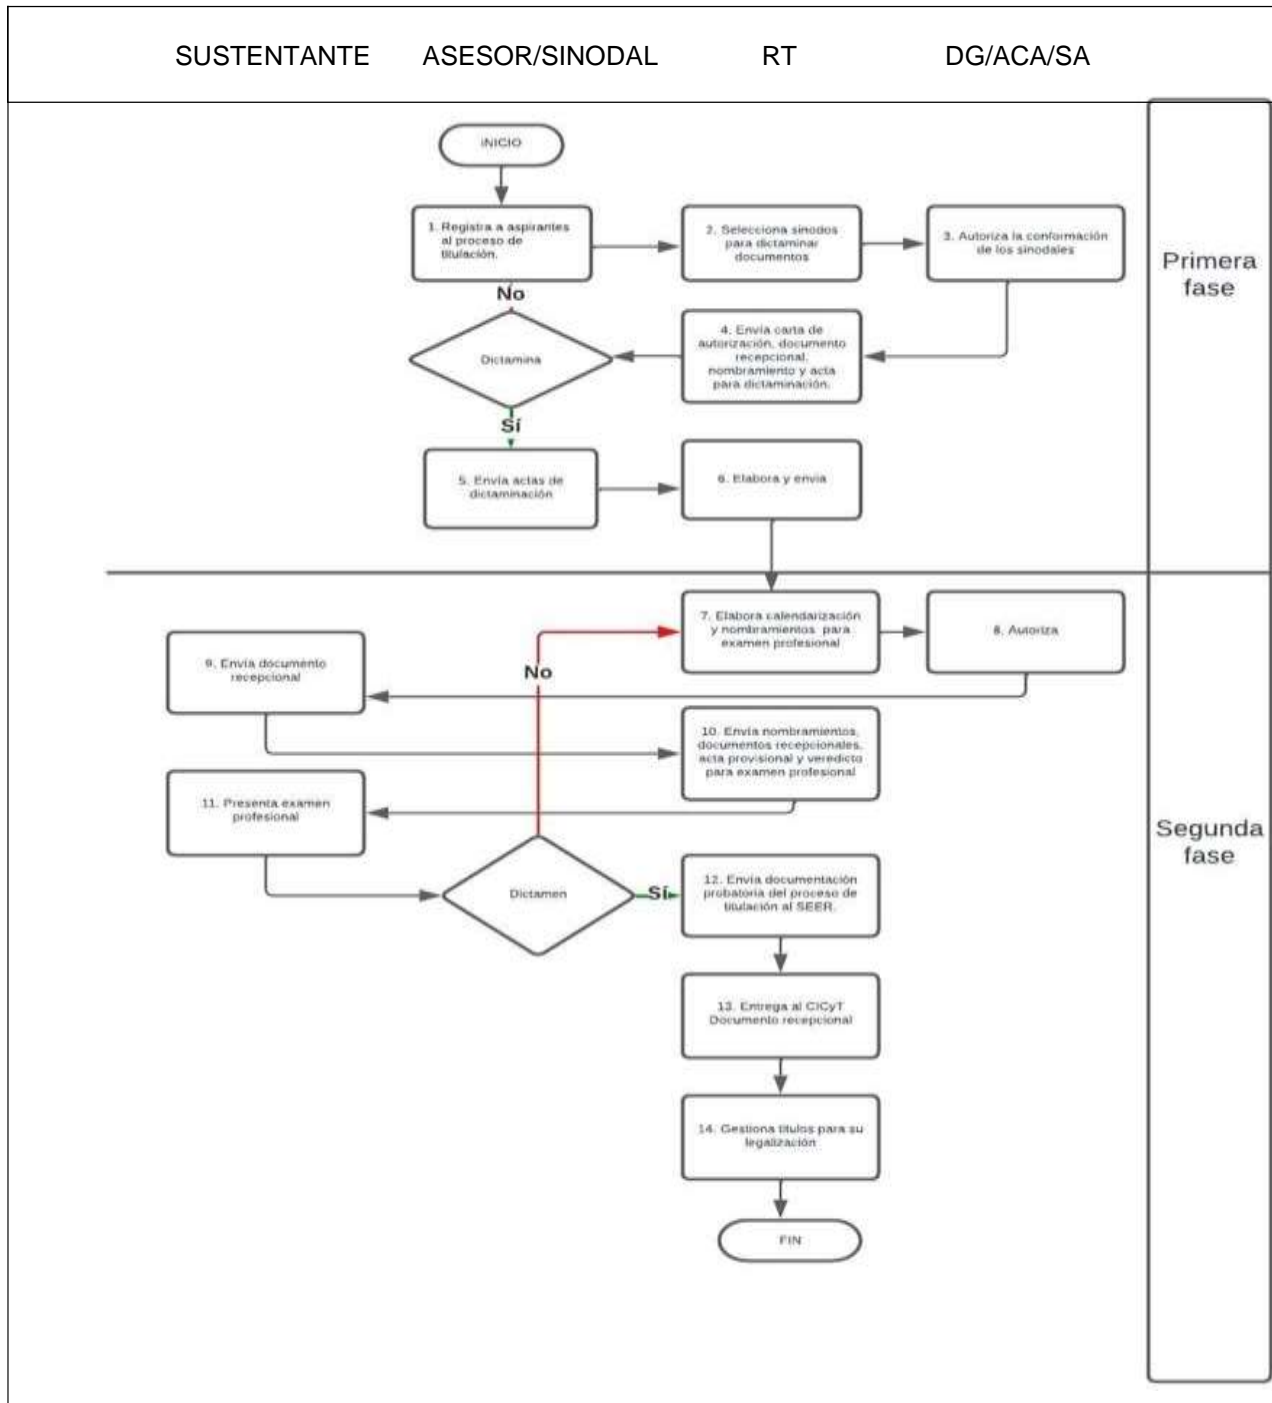 SUSTENTANTE ASESOR/SINODAL RT DG/ACA/SA
INICIO
1. Registra a aspirantes
al proceso de
titulación.
2. Selecciona sínodos
para dictaminar
documentos
3. Autoriza la conformación
de los sinodales
Primera
fase
No
Dictamina
4. Envía carta de
autorización, documento
recepcional,
nombramiento y acta
para dictaminación.
Sí
5. Envía actas de
dictaminación
6. Elabora y envía
7. Elabora calendarización
y nombramientos para
examen profesional
8. Autoriza
9. Envía documento
recepcional
No
10. Envía nombramientos,
documentos recepcionales,
acta provisional y veredicto
para examen profesional
11. Presenta examen
profesional
Segunda
fase
Dictamen
Sí
12. Envía documentación
probatoria del proceso de
titulación al SEER.
13. Entrega al CICyT
Documento recepcional
14. Gestiona títulos para su
legalización
FIN